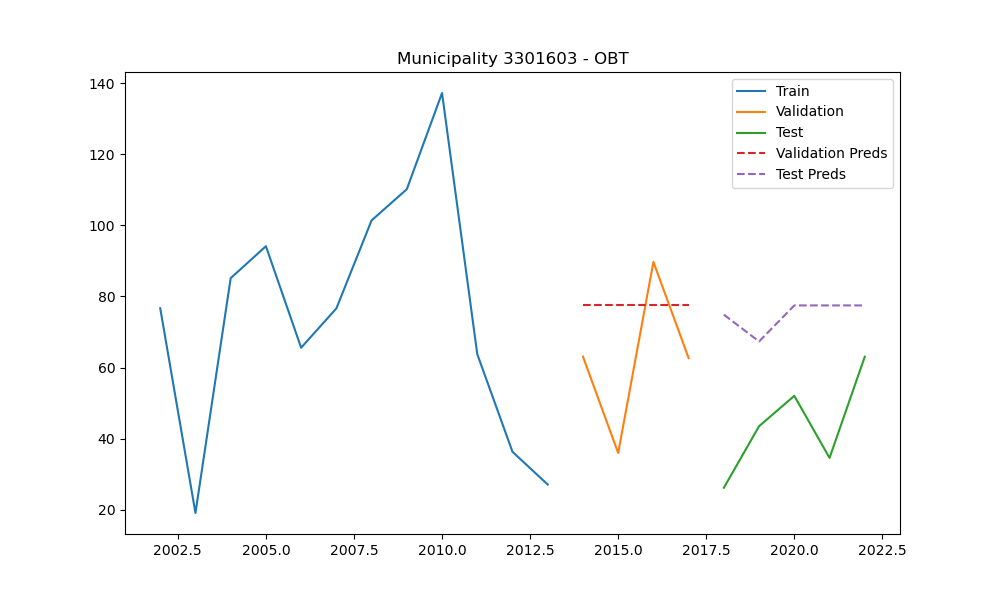 Municipality 3301603 - OBT
140
120
100
80
60
40
20
Train
Validation
Test
Validation Preds
Test Preds
2002.5 2005.0 2007.5 2010.0 2012.5 2015.0 2017.5 2020.0 2022.5